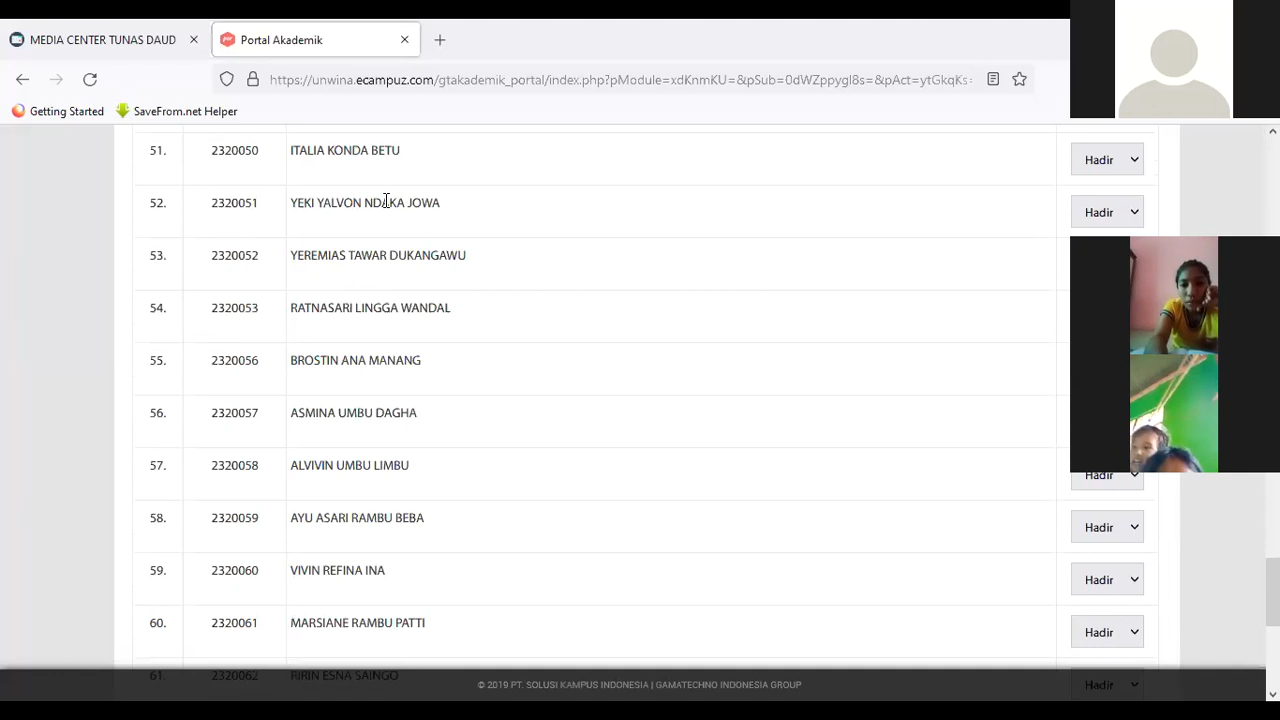 MEDIA CENTER TUNAS DAUD
Portal Akademik
https://unwina.ecampuz.com/gtakademik_portal/index.php?pModule=xdKnmKU=&pSub=0dWZppygl8s=&pAct=ytGkqKs=
Getting Started
SaveFrom.net Helper
51. 2320050 ITALIA KONDA BETU Hadir
52. 2320051 YEKI YALVON NDAKA JOWA Hadir
53. 2320052 YEREMIAS TAWAR DUKANGAWU
54. 2320053 RATNASARI LINGGA WANDAL
55. 2320056 BROSTIN ANA MANANG
56. 2320057 ASMINA UMBU DAGHA
57. 2320058 ALVIVIN UMBU LIMBU Hadir
58. 2320059 AYU ASARI RAMBU BEBA Hadir
59. 2320060 VIVIN REFINA INA Hadir
60. 2320061 MARSIANE RAMBU PATTI Hadir
61. 2320062 RIRIN ESNA SAINGO Hadir
© 2019 PT. SOLUSI KAMPUS INDONESIA | GAMATECHNO INDONESIA GROUP